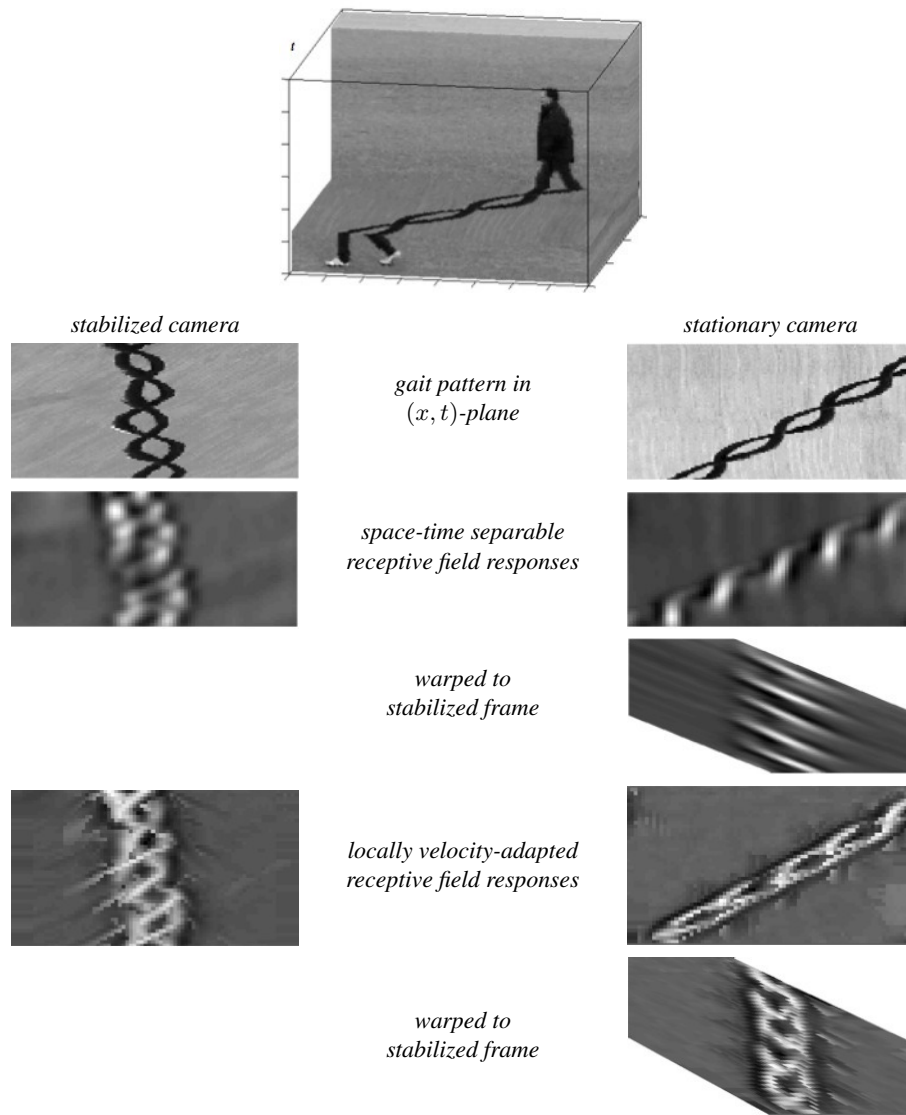 t
stabilized camera
stationary camera
gait pattern in
(x, t)-plane
space-time separable
receptive field responses
warped to
stabilized frame
locally velocity-adapted
receptive field responses
warped to
stabilized frame